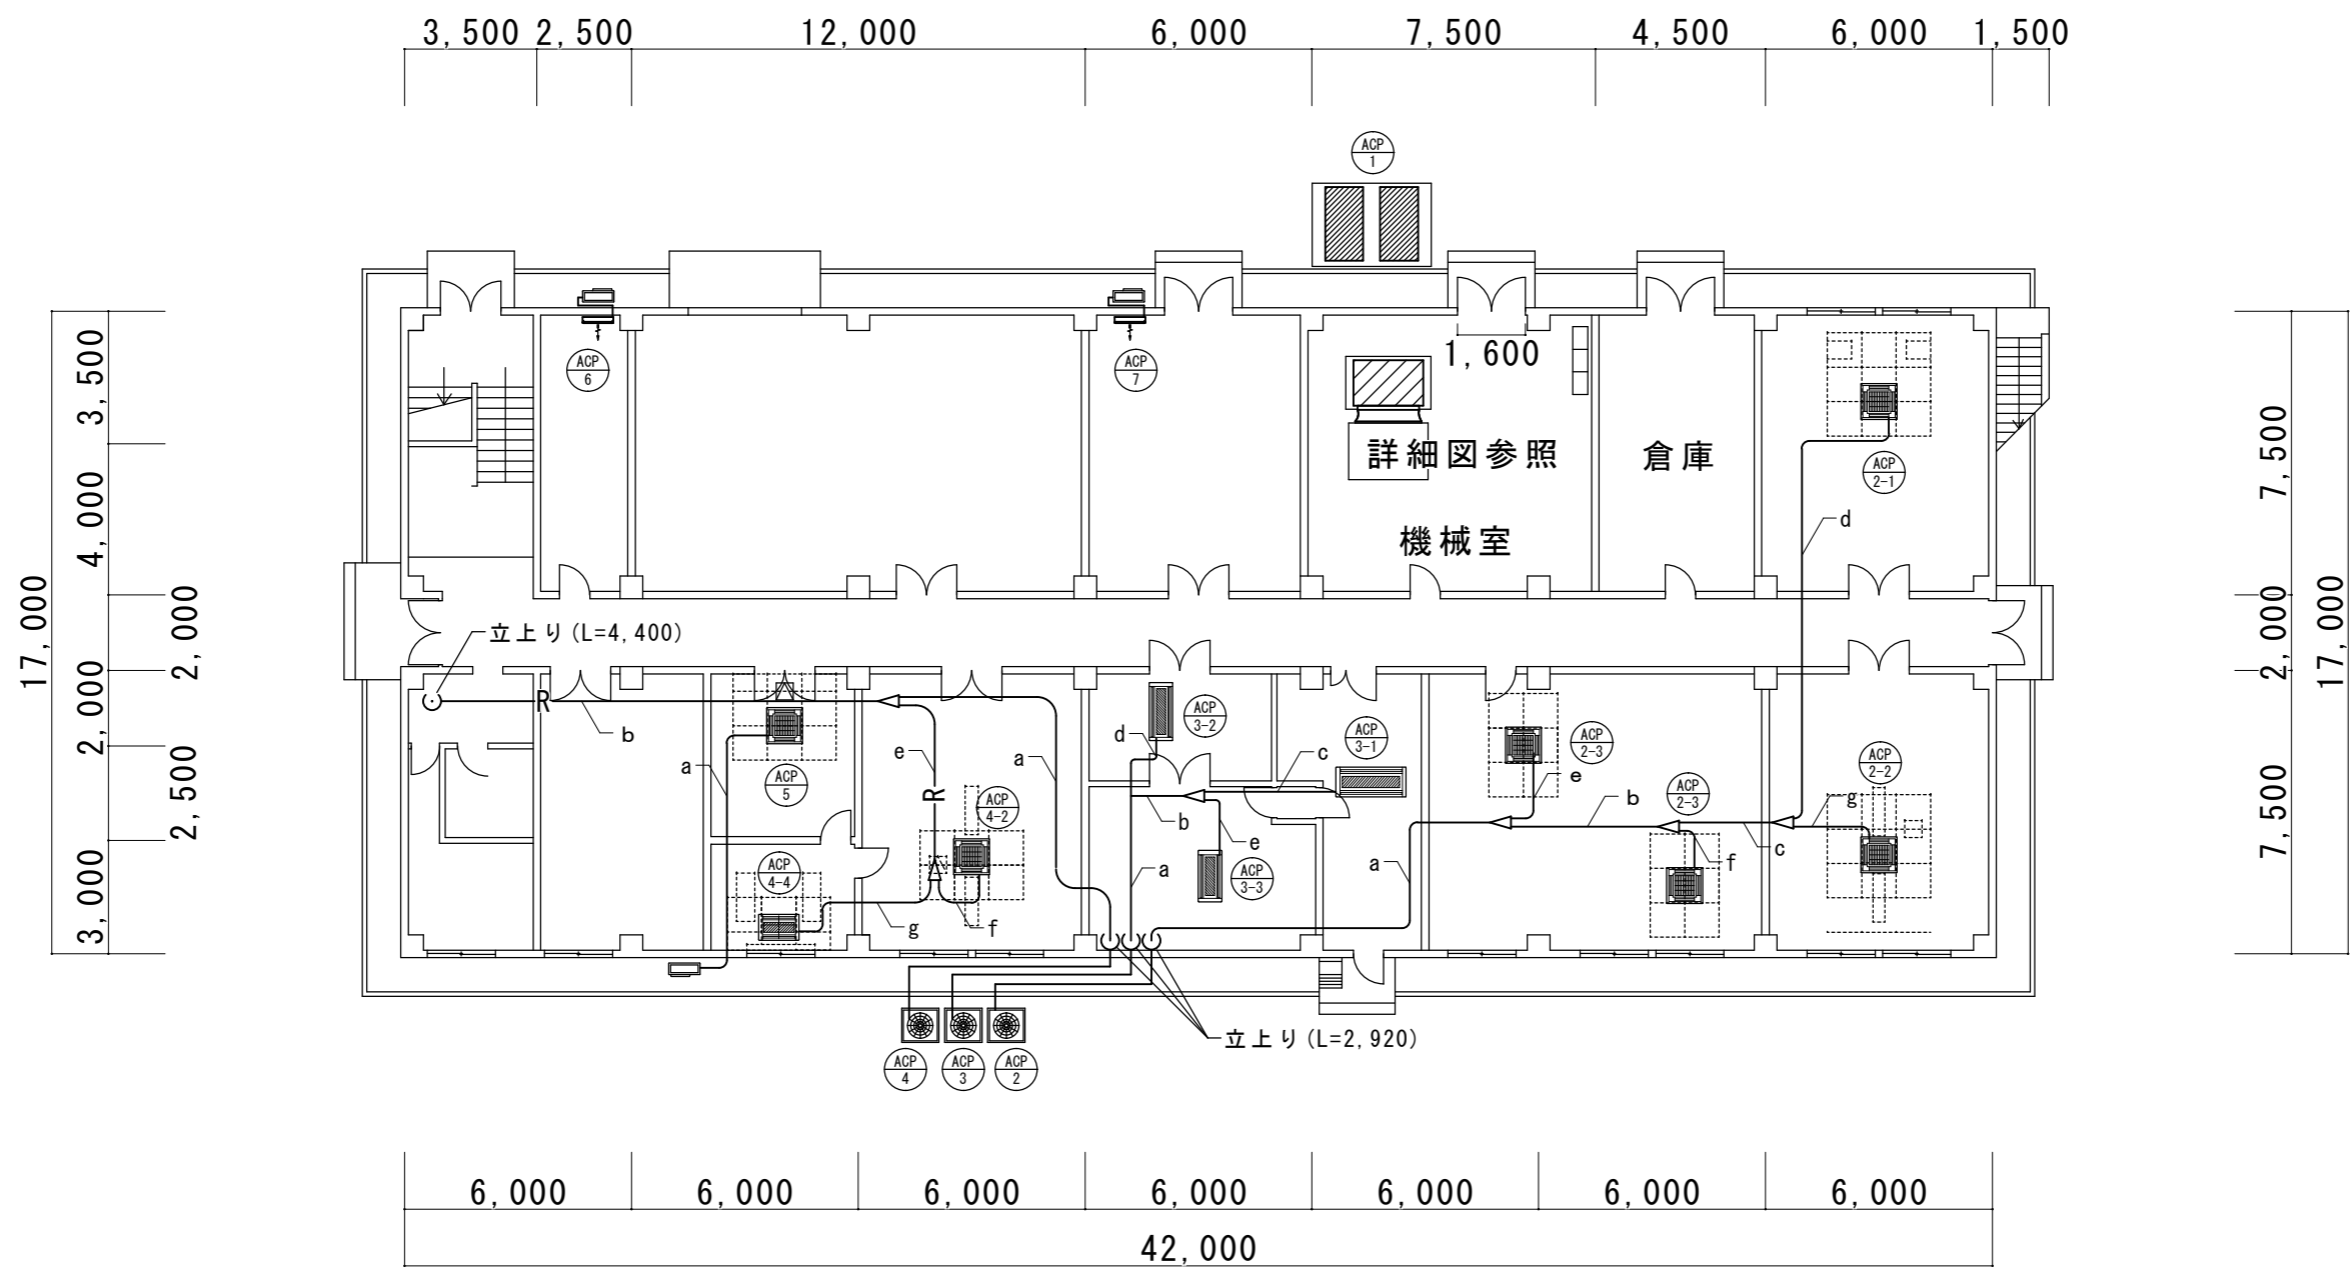 3,500 2,500 12,000 6,000 7,500 4,500 6,000 1,500
ACP
1
ACP
6
ACP
7
1,600
詳細図参照
倉庫
機械室
ACP
2-1
d
17,000
3,500
4,000
2,000
2,000
2,500
3,000
7,500
2,000
7,500
17,000
立上り(L=4,400)
R
b
a
ACP
5
e
R
a
ACP
4-2
ACP
4-4
g
f
d
ACP
3-2
c
ACP
3-1
b
e
a
ACP
3-3
a
ACP
2-3
e
b
ACP
2-3
f
c
ACP
2-2
g
立上り(L=2,920)
ACP
4
ACP
3
ACP
2
6,000 6,000 6,000 6,000 6,000 6,000 6,000
42,000